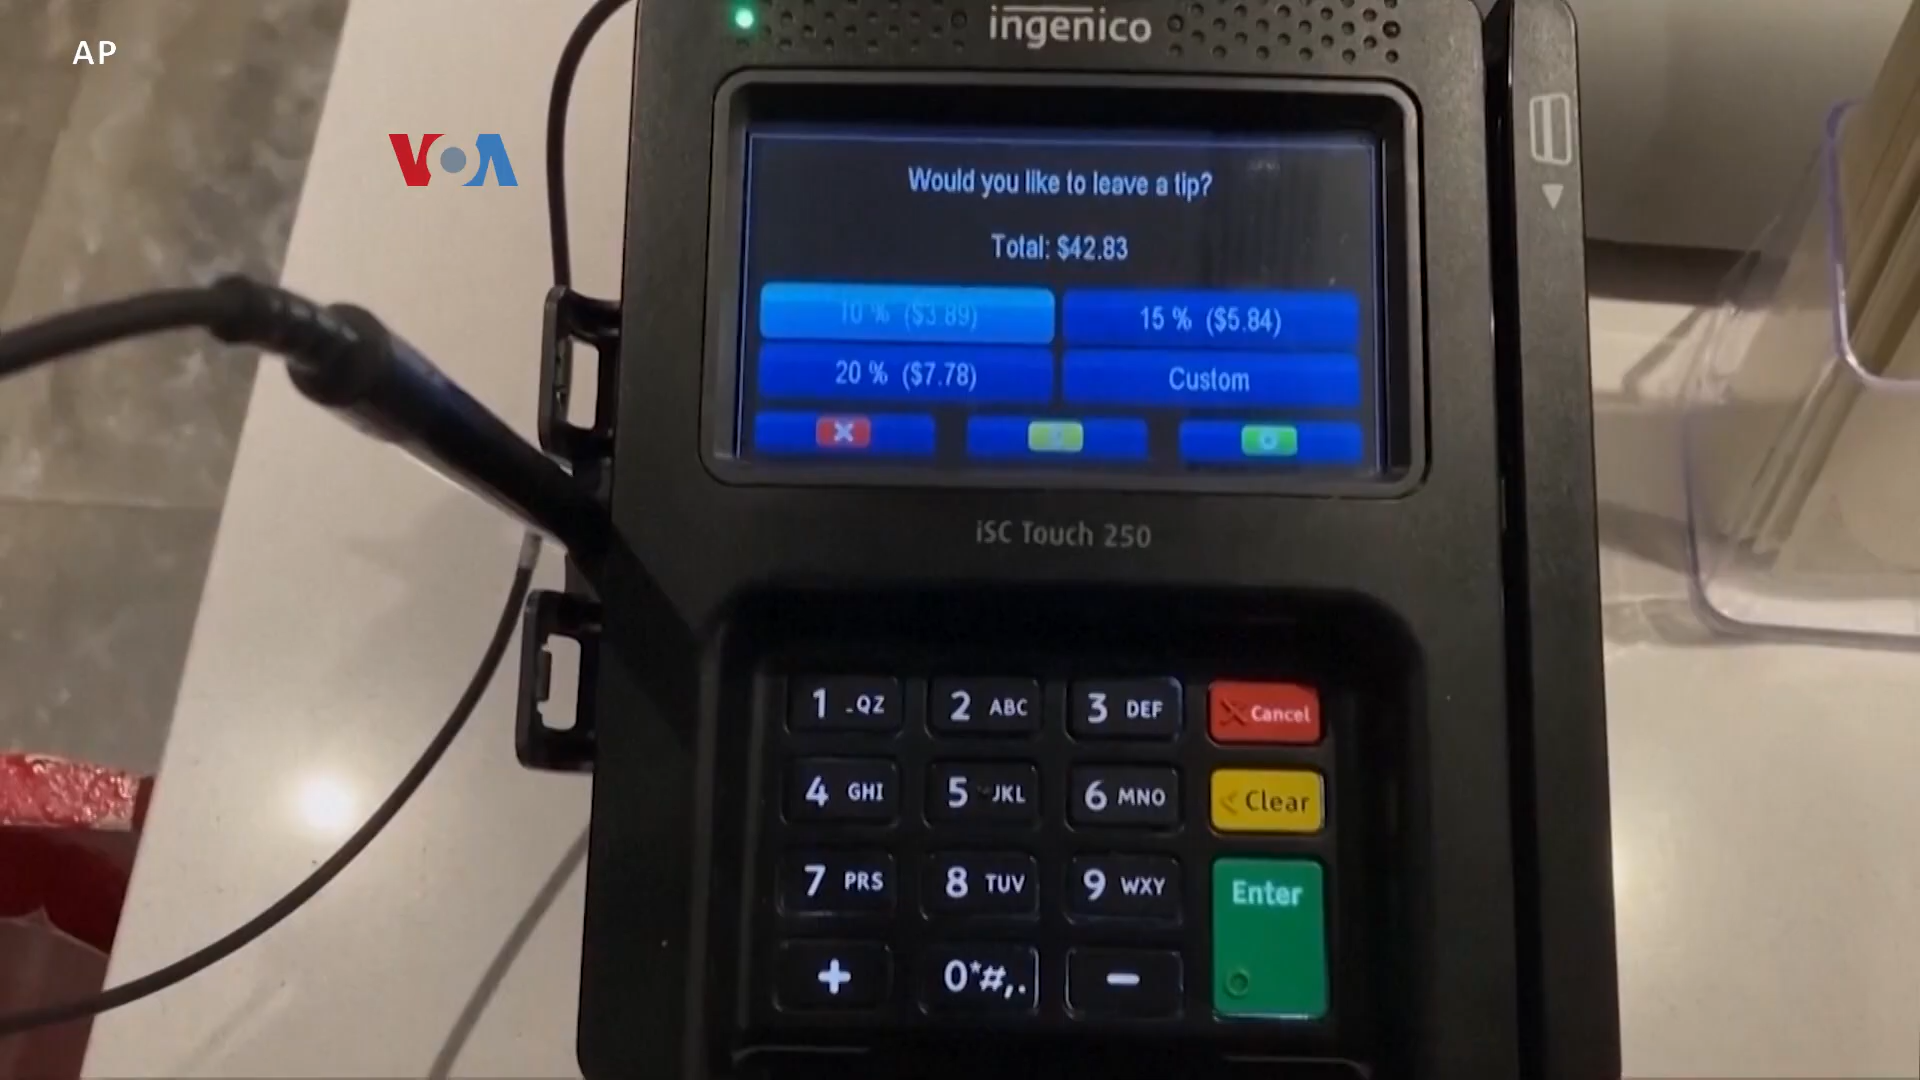 AP
VOA
ingenico
Would you like to leave a tip?
Total: $42.83
10 % ($3.89)
15 % ($5.84)
20 % ($7.78)
Custom
iSC Touch 250
1 -QZ
2 ABC
3 DEF
Cancel
4 GHI
5 JKL
6 MNO
Clear
7 PRS
8 TUV
9 WXY
Enter
+
0*#,.
-